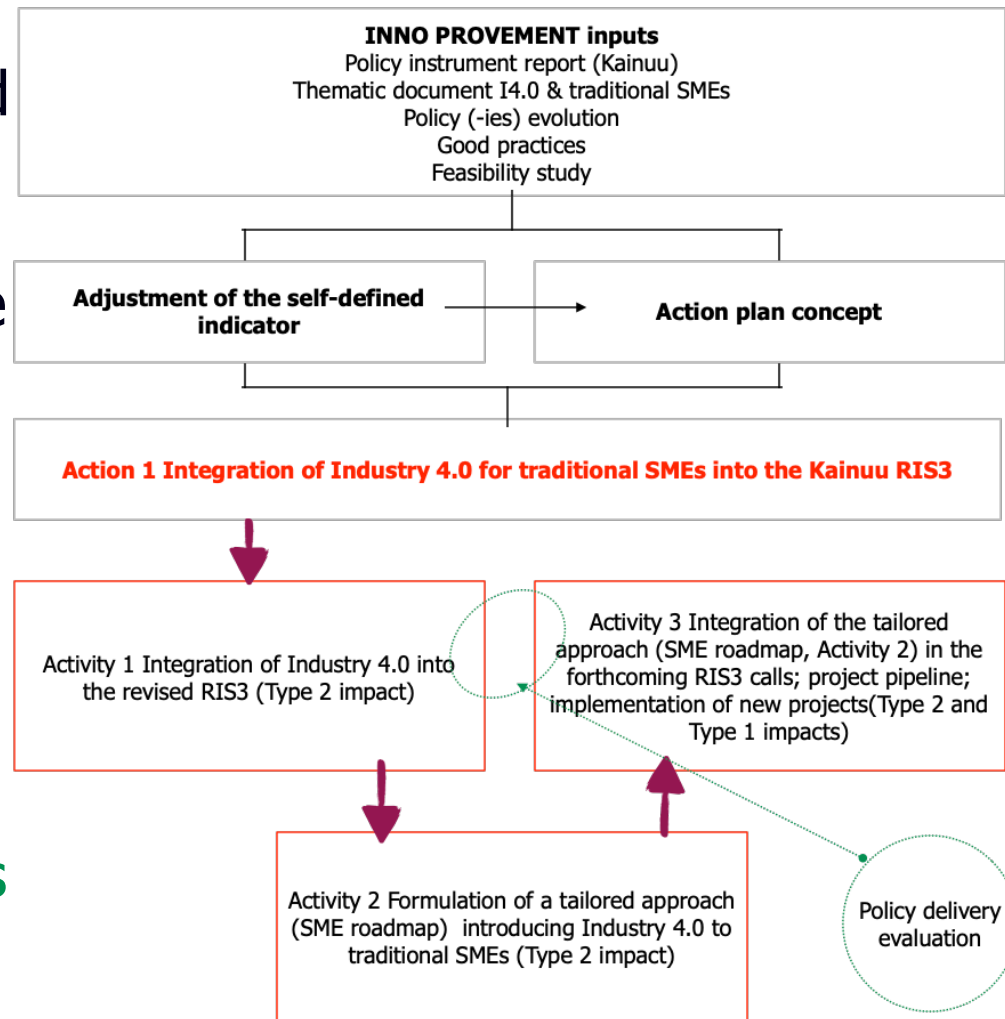 INNO PROVEMENT inputs
Policy instrument report (Kainuu)
Thematic document I4.0 & traditional SMEs
Policy (-ies) evolution
Good practices
Feasibility study
Adjustment of the self-defined
indicator
Action plan concept
Action 1 Integration of Industry 4.0 for traditional SMEs into the Kainuu RIS3
Activity 1 Integration of Industry 4.0 into
the revised RIS3 (Type 2 impact)
Activity 3 Integration of the tailored
approach (SME roadmap, Activity 2) in the
forthcoming RIS3 calls; project pipeline;
implementation of new projects(Type 2 and
Type 1 impacts)
Activity 2 Formulation of a tailored approach
(SME roadmap)  introducing Industry 4.0 to
traditional SMEs (Type 2 impact)
Policy delivery
evaluation